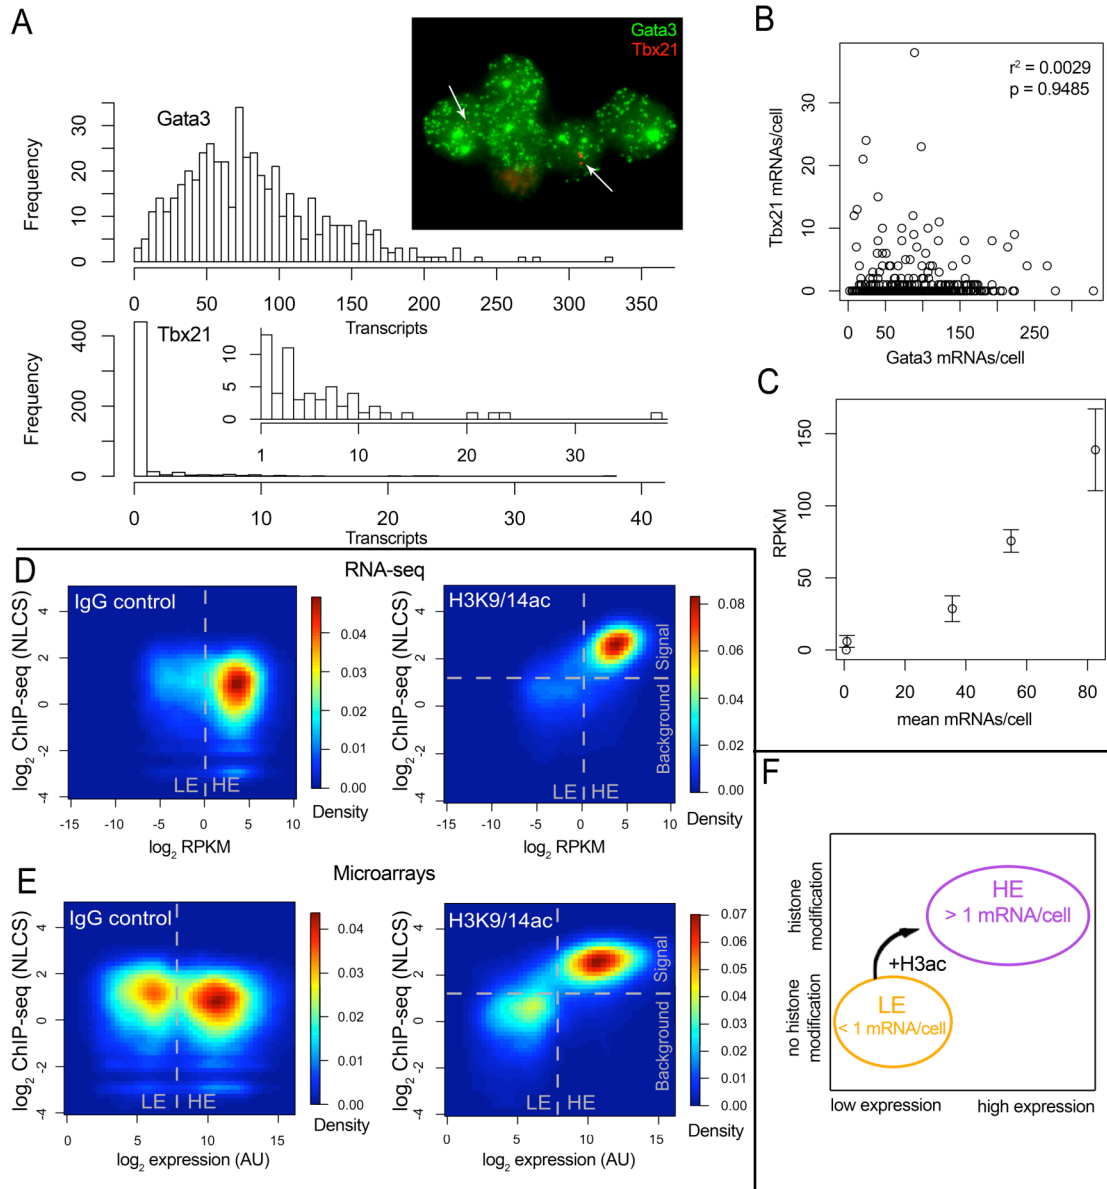 A
Gata3
Tbx21
Gata3
Frequency
0 10 20 30
0 50 100 150 200 250 300 350
Transcripts
Tbx21
Frequency
0 200 400
0 5 10
1 10 20 30
0 10 20 30 40
Transcripts
B
r² = 0.0029
p = 0.9485
Tbx21 mRNAs/cell
0 10 20 30
0 50 150 250
Gata3 mRNAs/cell
C
RPKM
0 50 100 150
0 20 40 60 80
mean mRNAs/cell
D
RNA-seq
IgG control
log₂ ChIP-seq (NLCS)
4
2
0
-2
-4
LE HE
-15 -10 -5 0 5 10
log₂ RPKM
0.04
0.03
0.02
0.01
0.00
Density
H3K9/14ac
log₂ ChIP-seq (NLCS)
4
2
0
-2
-4
Background Signal
LE HE
-15 -10 -5 0 5 10
log₂ RPKM
0.08
0.06
0.04
0.02
0.00
Density
E
Microarrays
IgG control
log₂ ChIP-seq (NLCS)
4
2
0
-2
-4
LE HE
0 5 10 15
log₂ expression (AU)
0.04
0.03
0.02
0.01
0.00
Density
H3K9/14ac
log₂ ChIP-seq (NLCS)
4
2
0
-2
-4
Background Signal
LE HE
0 5 10 15
log₂ expression (AU)
0.07
0.06
0.05
0.04
0.03
0.02
0.01
0.00
Density
F
histone
modification
no histone
modification
HE
> 1 mRNA/cell
+H3ac
LE
< 1 mRNA/cell
low expression
high expression